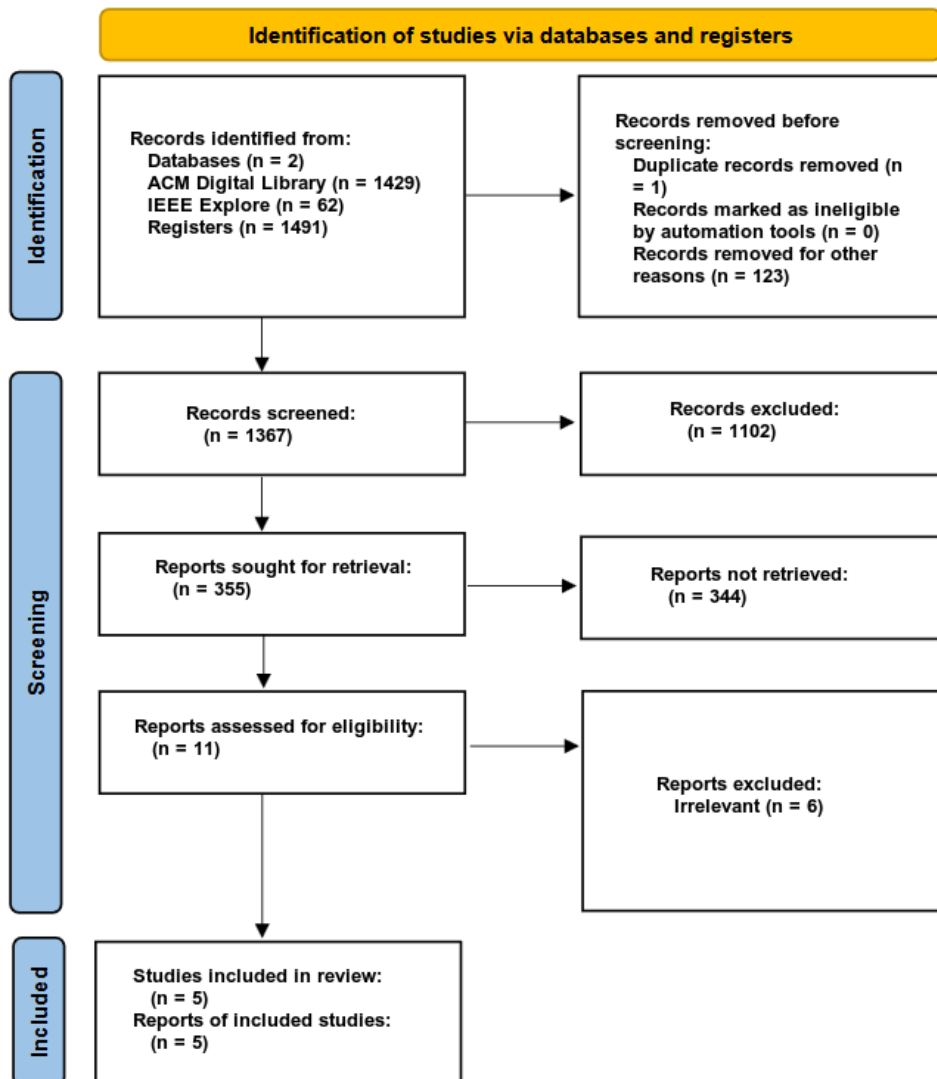 Identification of studies via databases and registers
Identification
Records identified from:
Databases (n = 2)
ACM Digital Library (n = 1429)
IEEE Explore (n = 62)
Registers (n = 1491)
Records removed before
screening:
Duplicate records removed (n
= 1)
Records marked as ineligible
by automation tools (n = 0)
Records removed for other
reasons (n = 123)
Screening
Records screened:
(n = 1367)
Records excluded:
(n = 1102)
Reports sought for retrieval:
(n = 355)
Reports not retrieved:
(n = 344)
Reports assessed for eligibility:
(n = 11)
Reports excluded:
Irrelevant (n = 6)
Included
Studies included in review:
(n = 5)
Reports of included studies:
(n = 5)